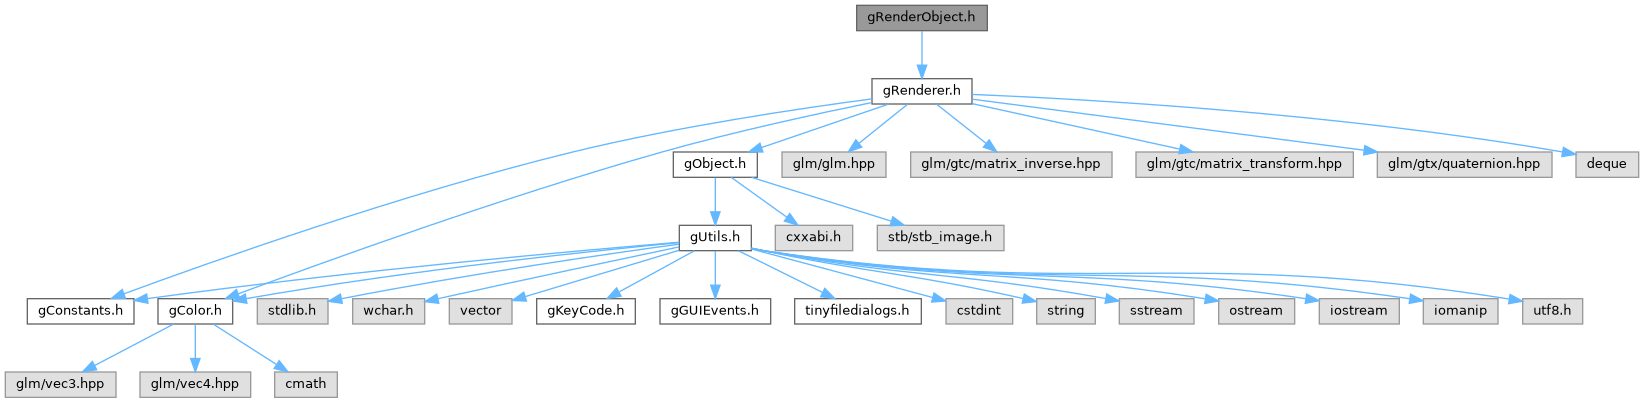 gRenderObject.h
gRenderer.h
gObject.h
glm/glm.hpp
glm/gtc/matrix_inverse.hpp
glm/gtc/matrix_transform.hpp
glm/gtx/quaternion.hpp
deque
gUtils.h
cxxabi.h
stb/stb_image.h
gConstants.h
gColor.h
stdlib.h
wchar.h
vector
gKeyCode.h
gGUIEvents.h
tinyfiledialogs.h
cstdint
string
sstream
ostream
iostream
iomanip
utf8.h
glm/vec3.hpp
glm/vec4.hpp
cmath